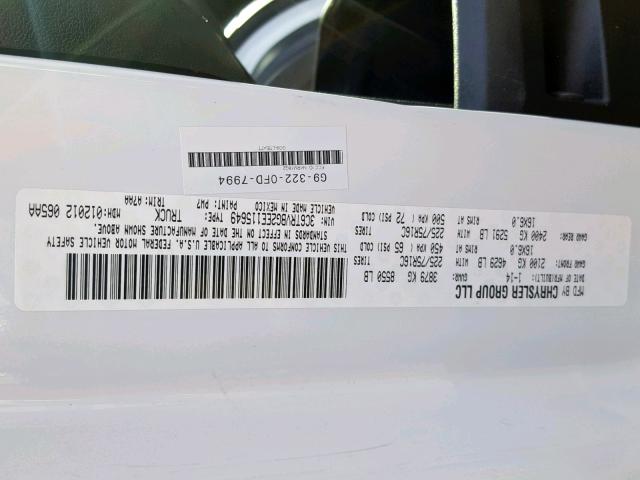 MFD BY CHRYSLER GROUP LLC
DATE OF MFR: 1-14 GVWR: 3879 KG 8550 LB
GAWR FRONT: WITH TIRES
2100 KG 4629 LB 225/75R16C
16X6.0 RIMS AT 450 KPA ( 65 PSI) COLD
GAWR REAR: WITH TIRES
2400 KG 5291 LB 225/75R16C
16X6.0 RIMS AT 500 KPA ( 72 PSI) COLD
THIS VEHICLE CONFORMS TO ALL APPLICABLE FEDERAL MOTOR VEHICLE SAFETY
STANDARDS IN EFFECT ON THE DATE OF MANUFACTURE SHOWN ABOVE.
VIN: 3C6TRVBG2EE115649 TYPE: TRUCK
VEHICLE MADE IN MEXICO PAINT: PW7 MDH: 012012 065AA
TRIM: A7AA
G9-322-0FD-7994